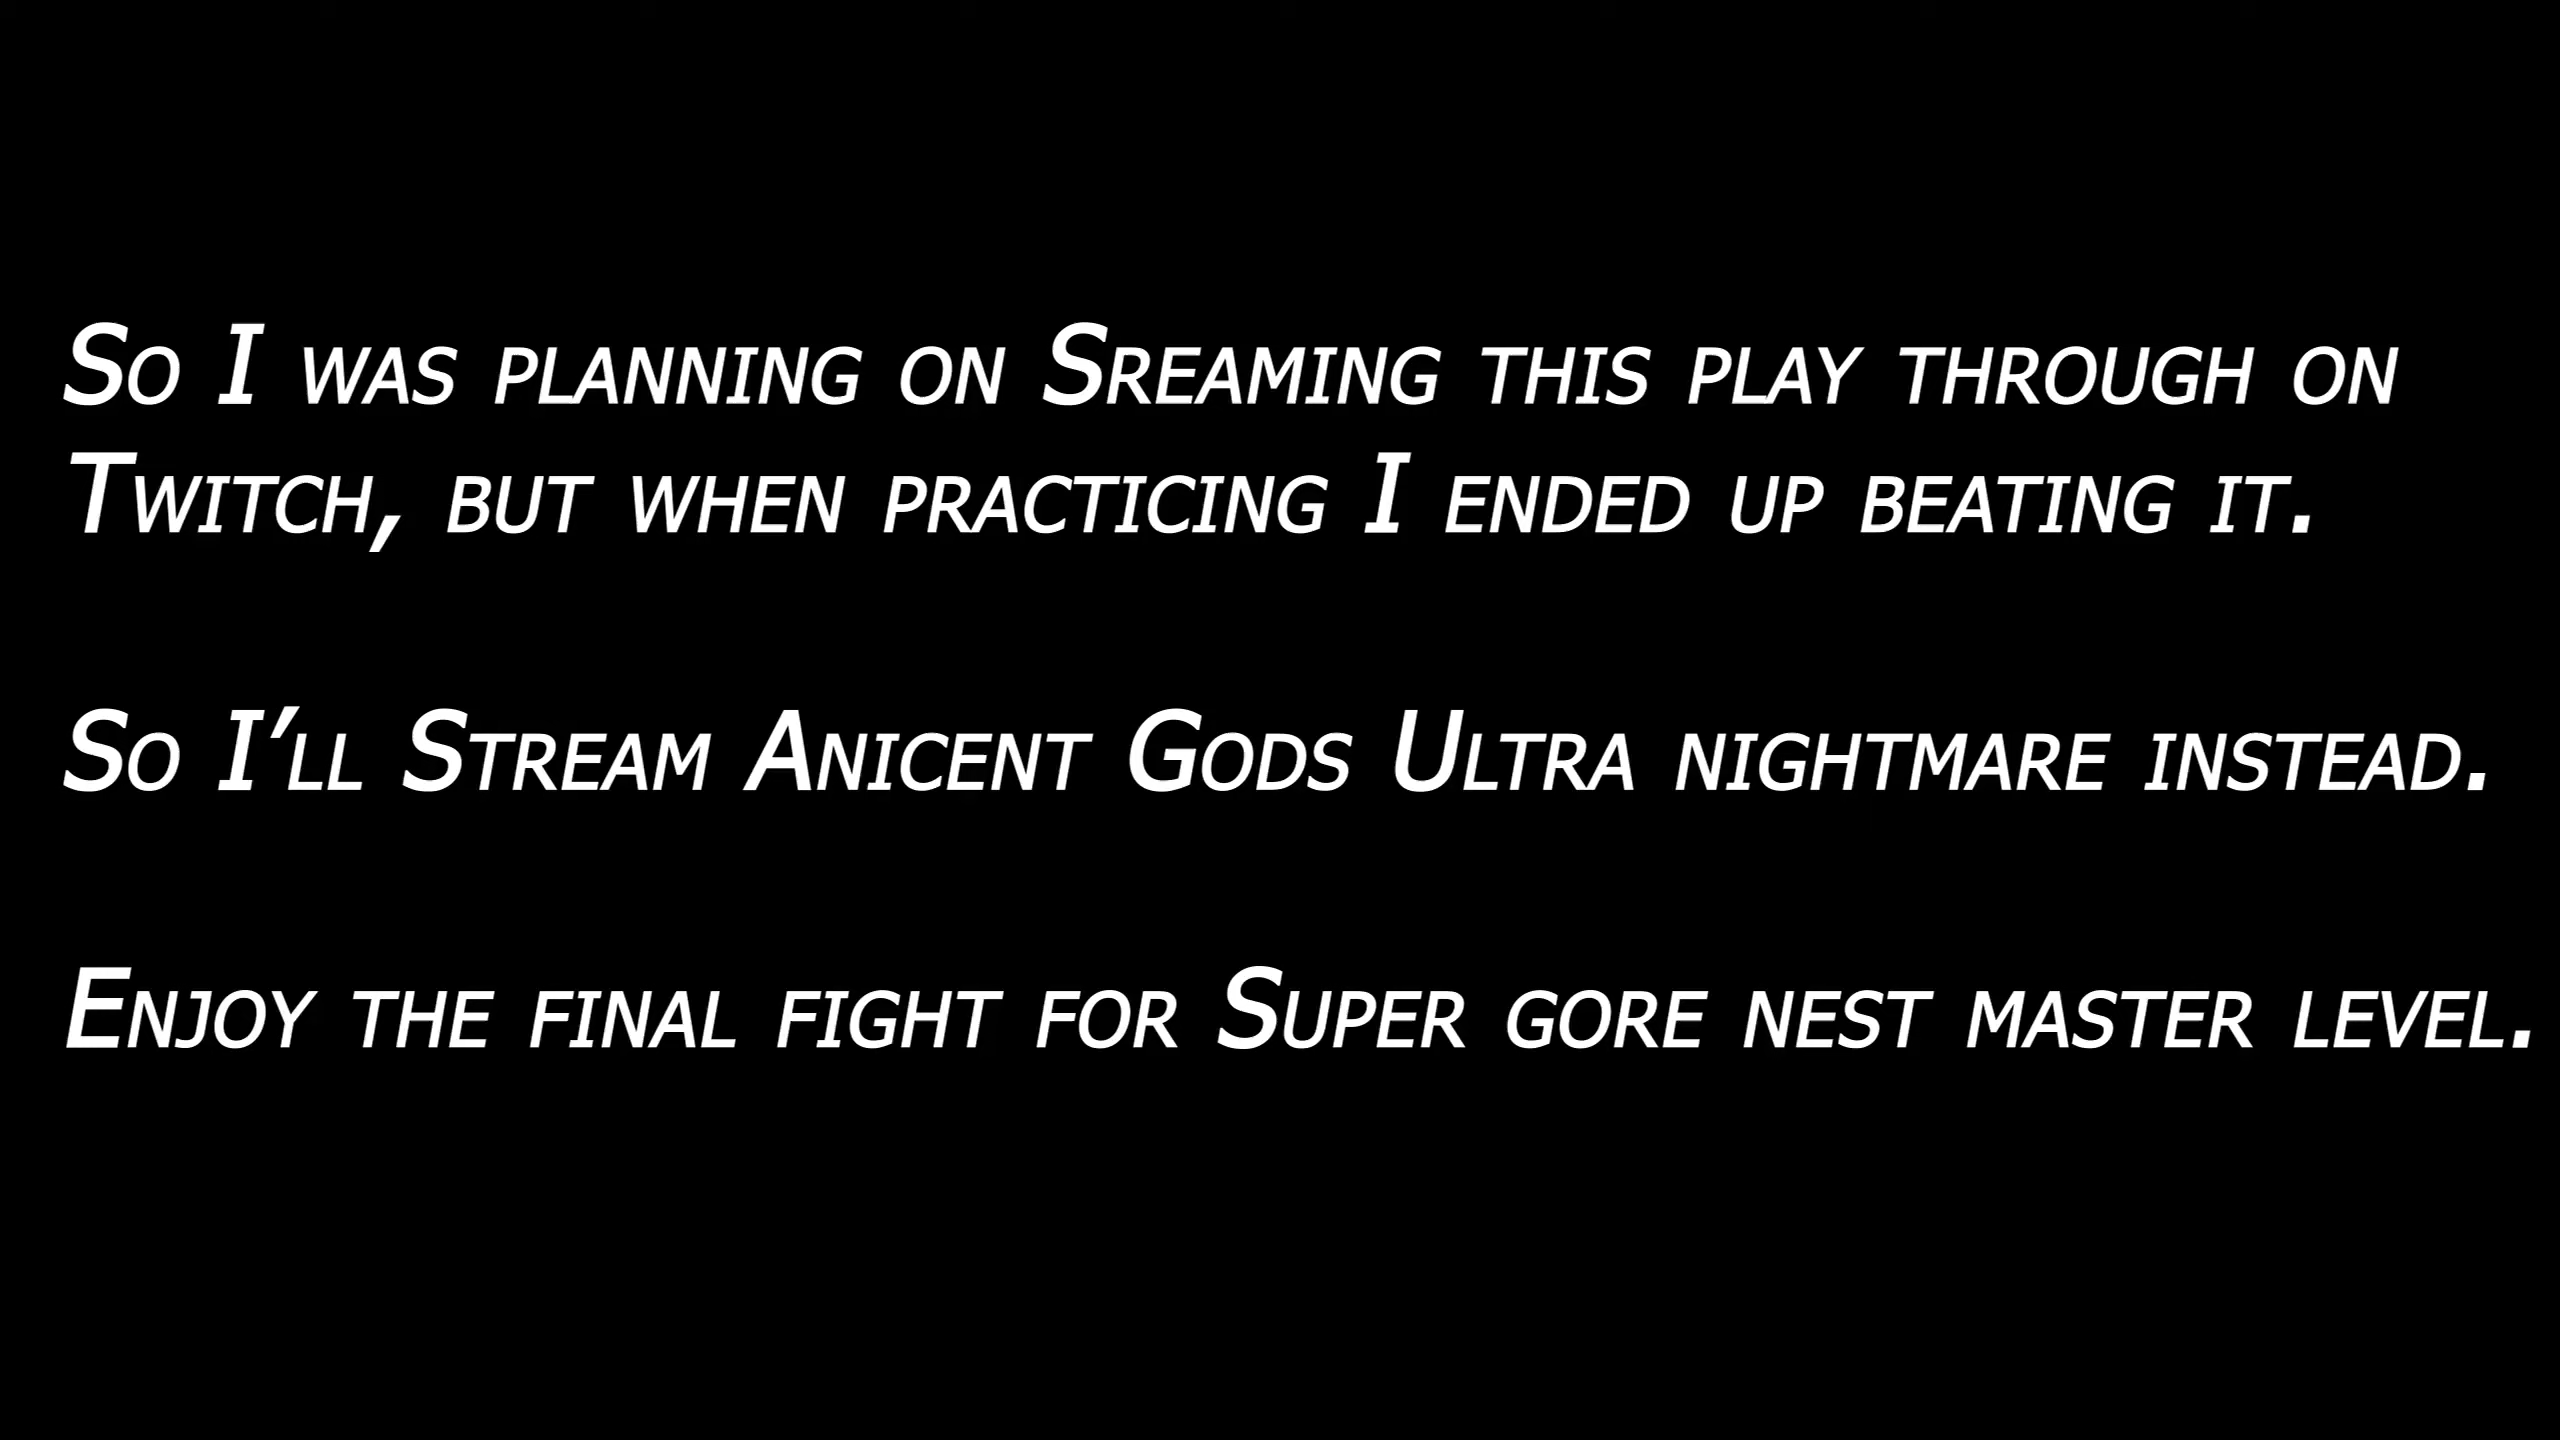 So I was planning on Sreaming this play through on
Twitch, but when practicing I ended up beating it.
So I'll Stream Anicent Gods Ultra nightmare instead.
Enjoy the final fight for Super gore nest master level.